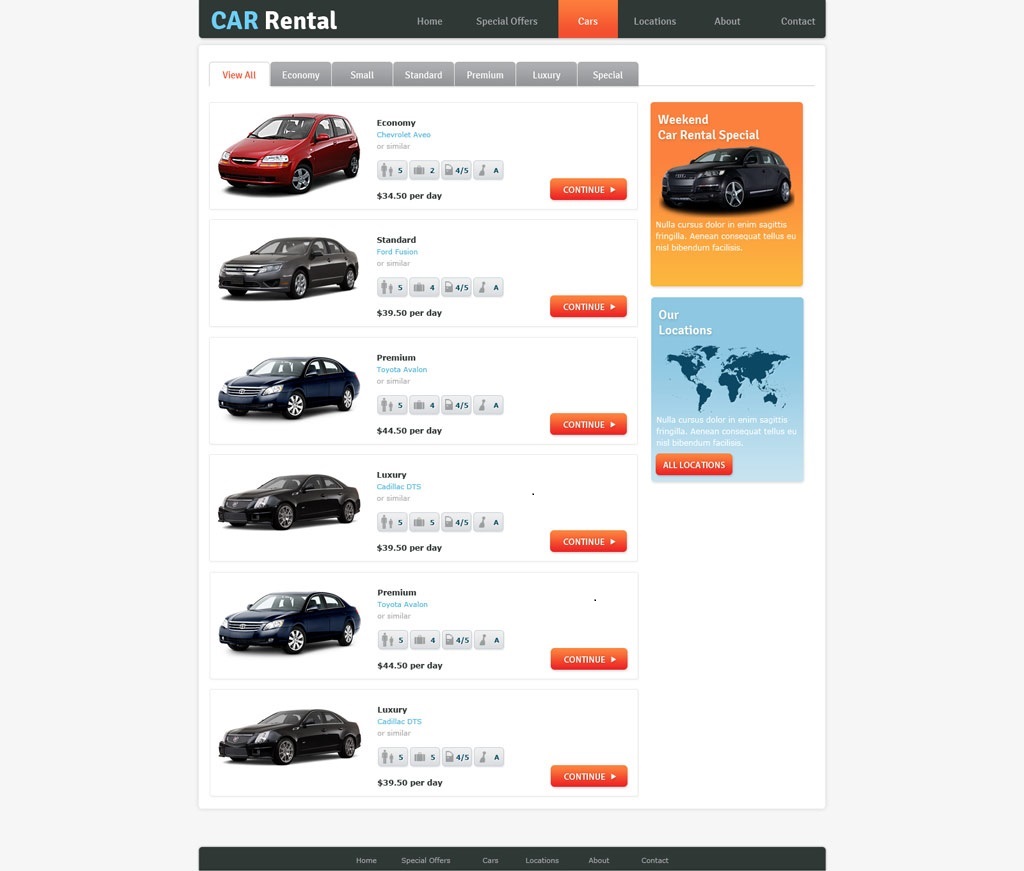 CAR Rental
Home Special Offers Cars Locations About Contact
View All Economy Small Standard Premium Luxury Special
Economy
Chevrolet Aveo
or similar
5 2 4/5 A
$34.50 per day
CONTINUE
Standard
Ford Fusion
or similar
5 4 4/5 A
$39.50 per day
CONTINUE
Premium
Toyota Avalon
or similar
5 4 4/5 A
$44.50 per day
CONTINUE
Luxury
Cadillac DTS
or similar
5 5 4/5 A
$39.50 per day
CONTINUE
Premium
Toyota Avalon
or similar
5 4 4/5 A
$44.50 per day
CONTINUE
Luxury
Cadillac DTS
or similar
5 5 4/5 A
$39.50 per day
CONTINUE
Weekend
Car Rental Special
Nulla cursus dolor in enim sagittis
fringilla. Aenean consequat tellus eu
nisl bibendum facilisis.
Our
Locations
Nulla cursus dolor in enim sagittis
fringilla. Aenean consequat tellus eu
nisl bibendum facilisis.
ALL LOCATIONS
Home Special Offers Cars Locations About Contact